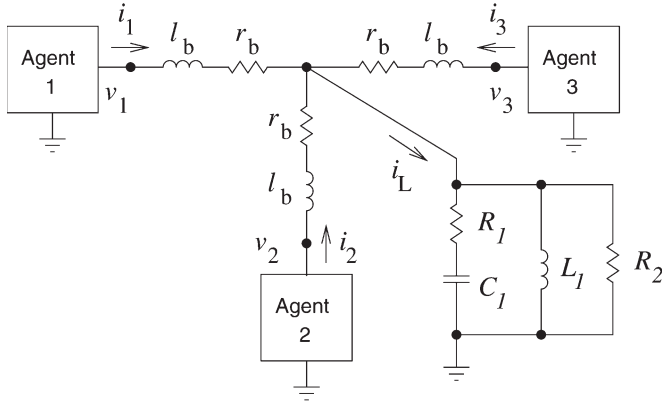 i1
lb
rb
rb
lb
i3
Agent
1
v1
v3
Agent
3
rb
lb
iL
v2
i2
R1
C1
L1
R2
Agent
2